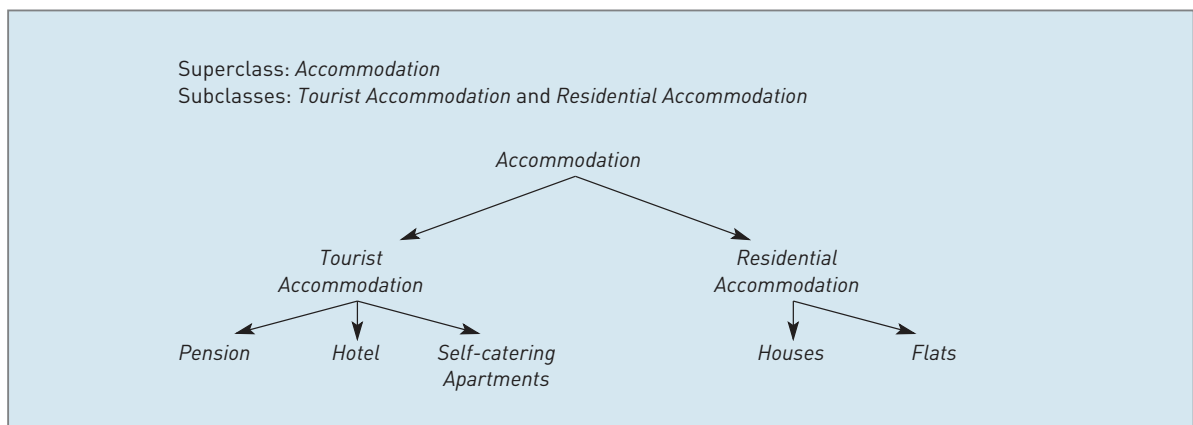 Superclass: Accommodation
Subclasses: Tourist Accommodation and Residential Accommodation
Accommodation
Tourist
Accommodation
Residential
Accommodation
Pension
Hotel
Self-catering
Apartments
Houses
Flats